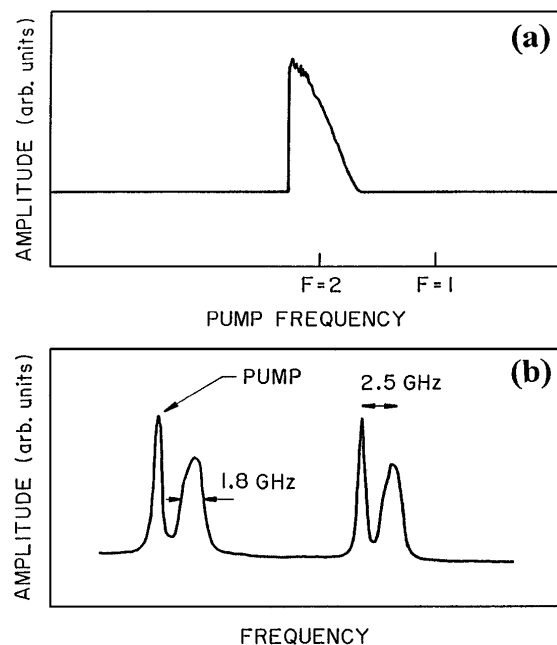 (a)
AMPLITUDE (arb. units)
F=2
F=1
PUMP FREQUENCY
(b)
AMPLITUDE (arb. units)
PUMP
2.5 GHz
1.8 GHz
FREQUENCY